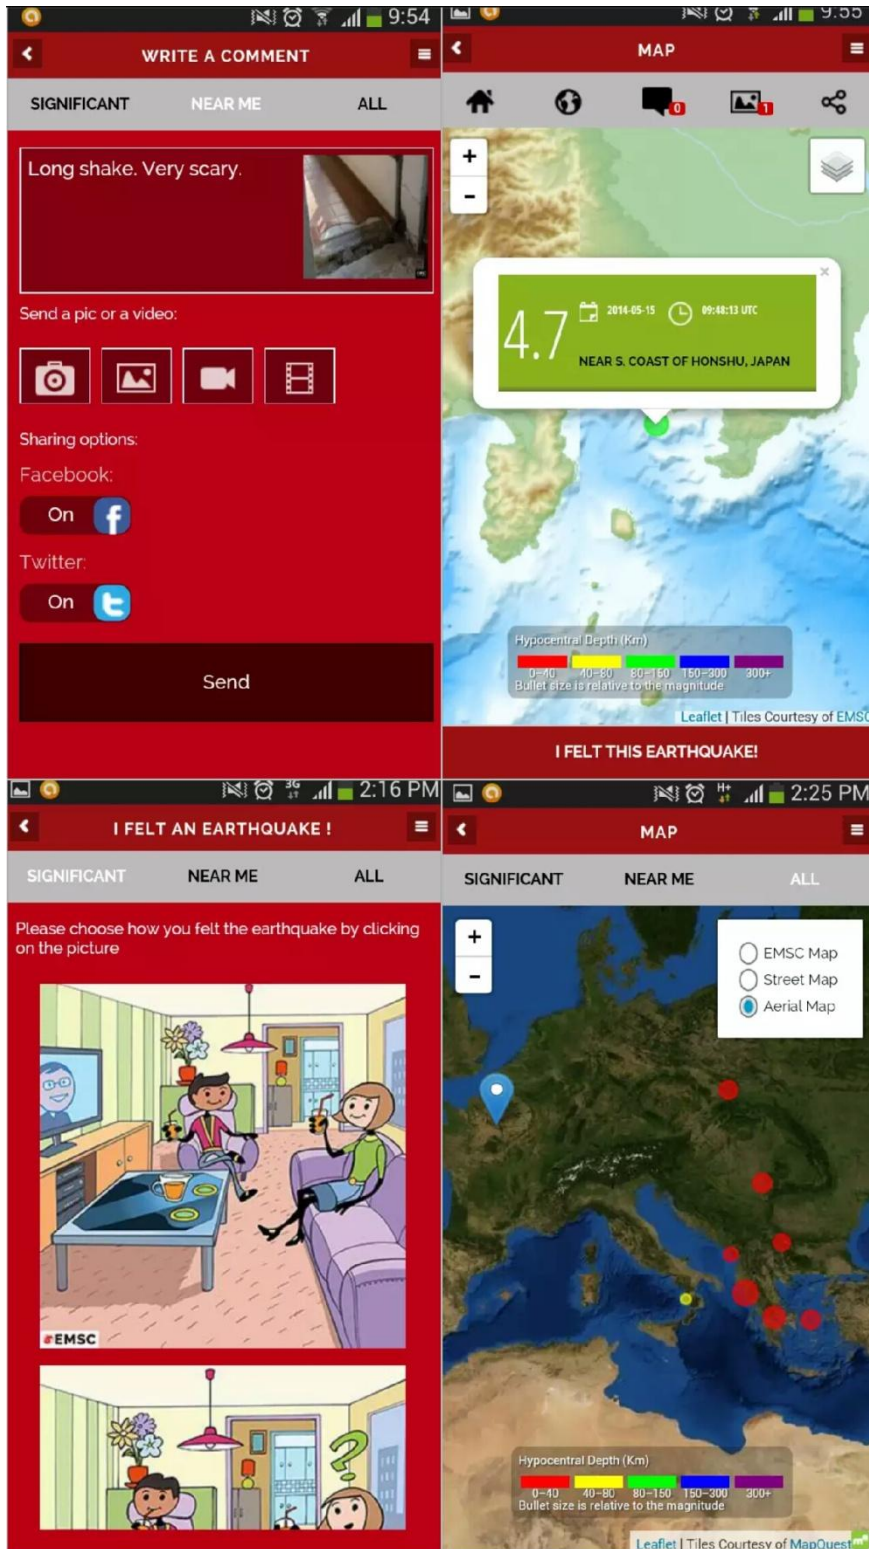 9:54
WRITE A COMMENT
SIGNIFICANT NEAR ME ALL
Long shake. Very scary.
Send a pic or a video:
Sharing options:
Facebook:
On f
Twitter:
On t
Send
9:55
MAP
0 1
+
-
×
4.7 2014-05-15 09:48:13 UTC
NEAR S. COAST OF HONSHU, JAPAN
Hypocentral Depth (Km)
0-40 40-80 80-150 150-300 300+
Bullet size is relative to the magnitude
Leaflet | Tiles Courtesy of EMSC
I FELT THIS EARTHQUAKE!
3G 2:16 PM
I FELT AN EARTHQUAKE !
SIGNIFICANT NEAR ME ALL
Please choose how you felt the earthquake by clicking
on the picture
EMSC
?
H+ 2:25 PM
MAP
SIGNIFICANT NEAR ME ALL
+
-
EMSC Map
Street Map
Aerial Map
Hypocentral Depth (Km)
0-40 40-80 80-150 150-300 300+
Bullet size is relative to the magnitude
Leaflet | Tiles Courtesy of MapQuest